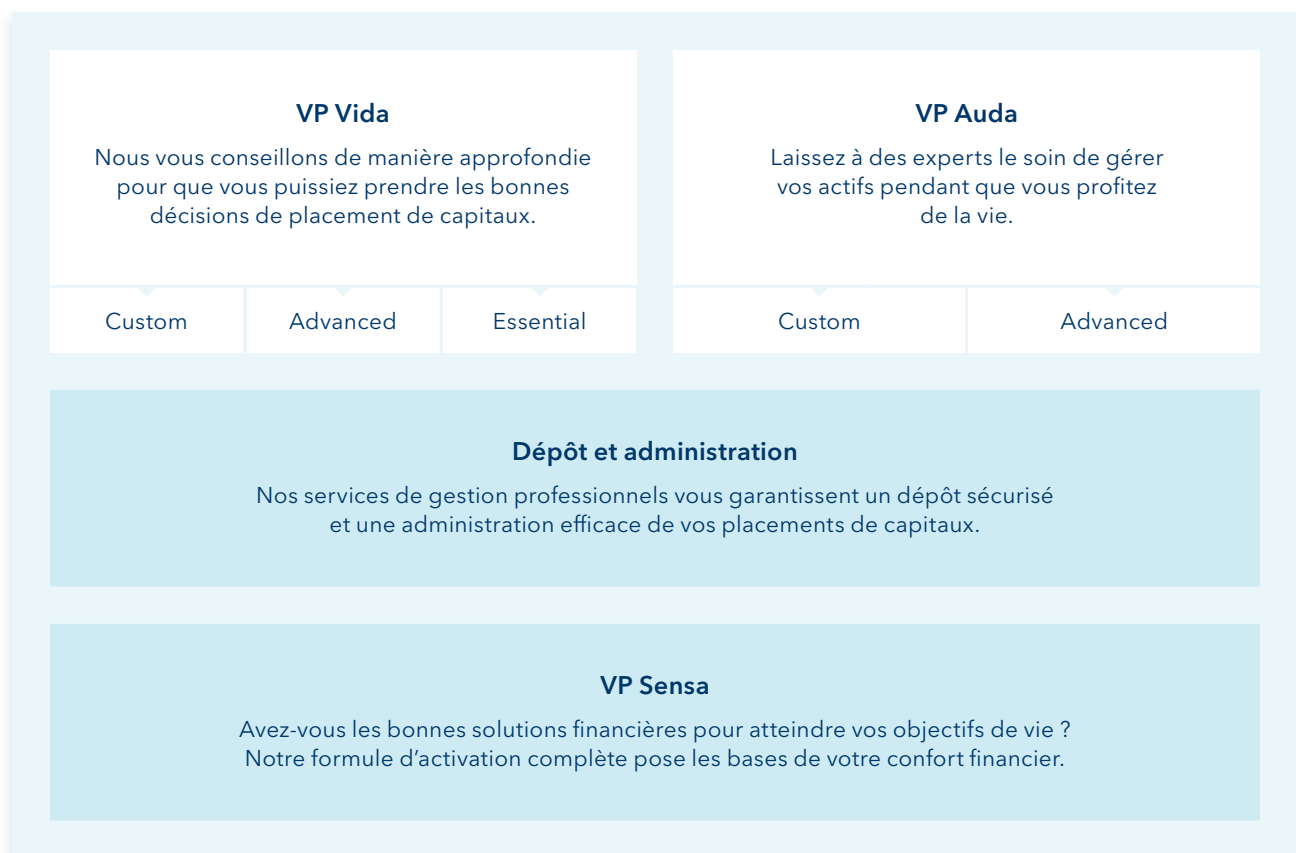 VP Vida
Nous vous conseillons de manière approfondie
pour que vous puissiez prendre les bonnes
décisions de placement de capitaux.
Custom
Advanced
Essential
VP Auda
Laissez à des experts le soin de gérer
vos actifs pendant que vous profitez
de la vie.
Custom
Advanced
Dépôt et administration
Nos services de gestion professionnels vous garantissent un dépôt sécurisé
et une administration efficace de vos placements de capitaux.
VP Sensa
Avez-vous les bonnes solutions financières pour atteindre vos objectifs de vie ?
Notre formule d’activation complète pose les bases de votre confort financier.